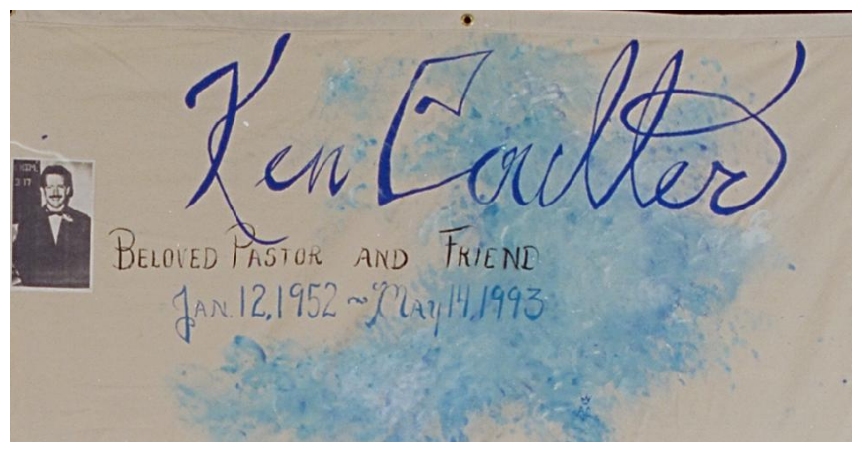 Ken Coulter
BELOVED PASTOR AND FRIEND
JAN. 12, 1952 ~ May 14, 1993